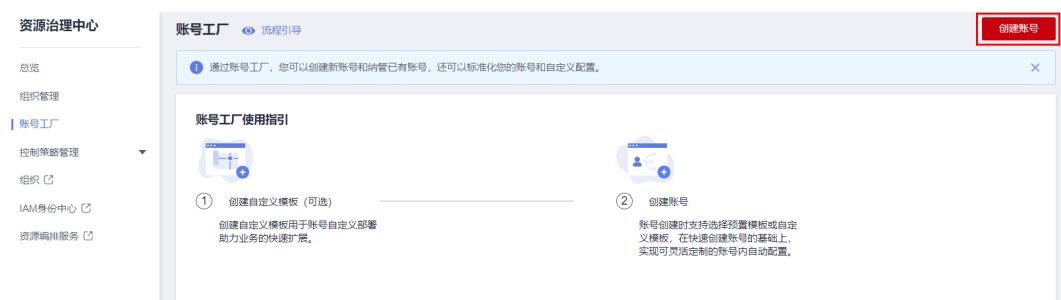 资源治理中心
总览
组织管理
账号工厂
控制策略管理
组织
IAM身份中心
资源编排服务
账号工厂 流程引导
创建账号
通过账号工厂，您可以创建新账号和纳管已有账号，还可以标准化您的账号和自定义配置。
账号工厂使用指引
1 创建自定义模板（可选）
创建自定义模板用于账号自定义部署
助力业务的快速扩展。
2 创建账号
账号创建时支持选择预置模板或自定
义模板，在快速创建账号的基础上，
实现可灵活定制的账号内自动配置。